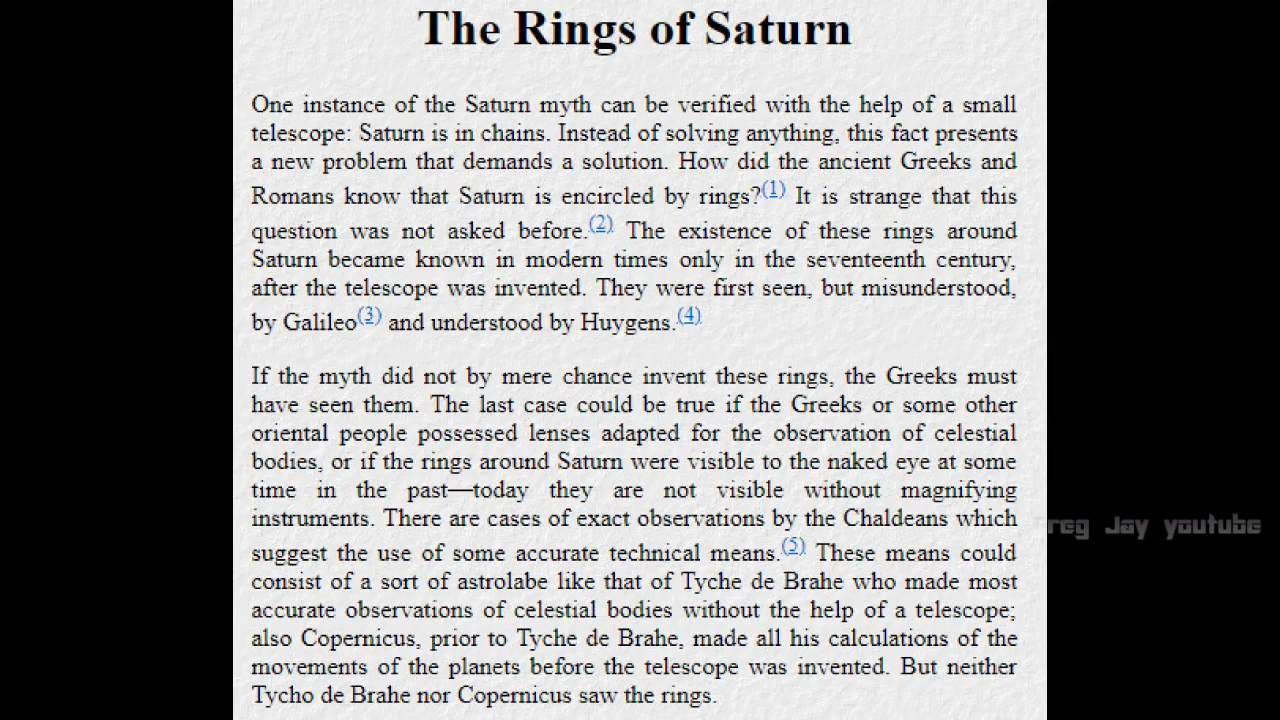 The Rings of Saturn
One instance of the Saturn myth can be verified with the help of a small
telescope: Saturn is in chains. Instead of solving anything, this fact presents
a new problem that demands a solution. How did the ancient Greeks and
Romans know that Saturn is encircled by rings?(1) It is strange that this
question was not asked before.(2) The existence of these rings around
Saturn became known in modern times only in the seventeenth century,
after the telescope was invented. They were first seen, but misunderstood,
by Galileo(3) and understood by Huygens.(4)
If the myth did not by mere chance invent these rings, the Greeks must
have seen them. The last case could be true if the Greeks or some other
oriental people possessed lenses adapted for the observation of celestial
bodies, or if the rings around Saturn were visible to the naked eye at some
time in the past—today they are not visible without magnifying
instruments. There are cases of exact observations by the Chaldeans which
suggest the use of some accurate technical means.(5) These means could
consist of a sort of astrolabe like that of Tyche de Brahe who made most
accurate observations of celestial bodies without the help of a telescope;
also Copernicus, prior to Tyche de Brahe, made all his calculations of the
movements of the planets before the telescope was invented. But neither
Tycho de Brahe nor Copernicus saw the rings.
reg Jay youtube